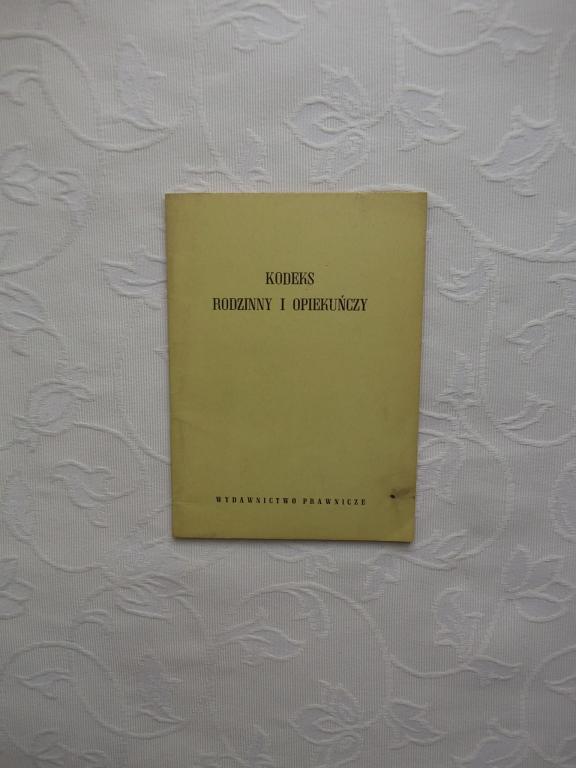 KODEKS
RODZINNY I OPIEKUŃCZY
WYDAWNICTWO PRAWNICZE